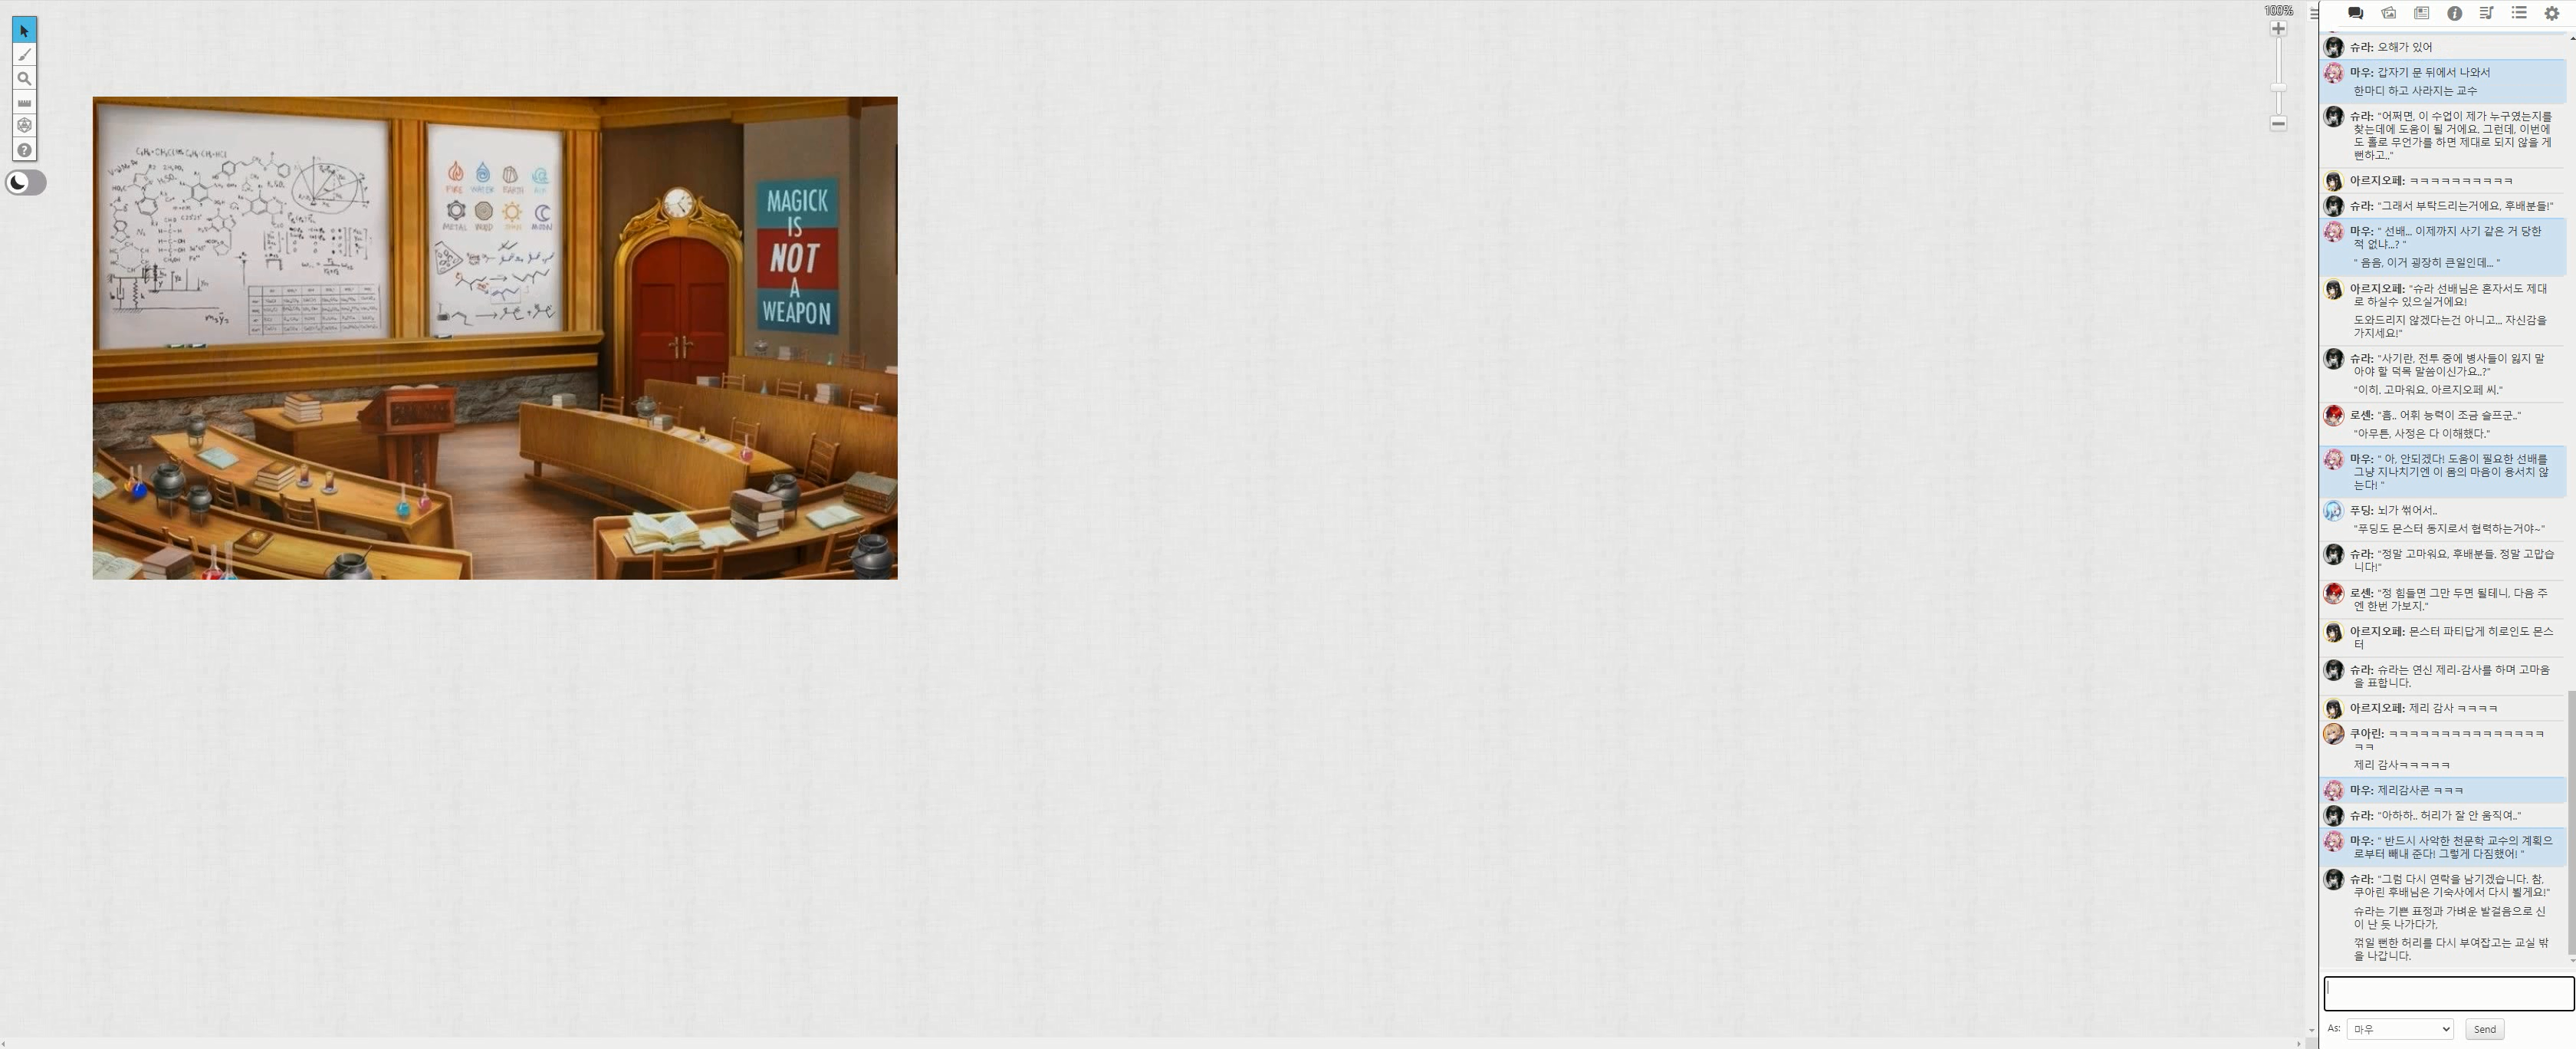 100%
C₆H₆+CH₃Cl
FIRE WATER EARTH AIR
METAL WOOD SUN MOON
MAGICK
IS
NOT
A
WEAPON
슈라: 오해가 있어
마우: 갑자기 문 뒤에서 나와서
한마디 하고 사라지는 교수
슈라: "어쩌면, 이 수업이 제가 누구였는지를
찾는데에 도움이 될 거에요. 그런데, 이번에
도 홀로 무언가를 하면 제대로 되지 않을 게
뻔하고.."
아르지오페: ㅋㅋㅋㅋㅋㅋㅋㅋㅋㅋ
슈라: "그래서 부탁드리는거에요, 후배분들!"
마우: " 선배... 이제까지 사기 같은 거 당한
적 없냐...? "
" 음음, 이거 굉장히 큰일인데... "
아르지오페: "슈라 선배님은 혼자서도 제대
로 하실수 있으실거에요!
도와드리지 않겠다는건 아니고... 자신감을
가지세요!"
슈라: "사기란, 전투 중에 병사들이 잃지 말
아야 할 덕목 말씀이신가요..?"
"이히. 고마워요. 아르지오페 씨."
로센: "흠.. 어휘 능력이 조금 슬프군.."
"아무튼, 사정은 다 이해했다."
마우: " 아, 안되겠다! 도움이 필요한 선배를
그냥 지나치기엔 이 몸의 마음이 용서치 않
는다! "
푸딩: 뇌가 썩어서..
"푸딩도 몬스터 동지로서 협력하는거야~"
슈라: "정말 고마워요, 후배분들. 정말 고맙습
니다!"
로센: "정 힘들면 그만 두면 될테니, 다음 주
엔 한번 가보지."
아르지오페: 몬스터 파티답게 히로인도 몬스
터
슈라: 슈라는 연신 제리-감사를 하며 고마움
을 표합니다.
아르지오페: 제리 감사 ㅋㅋㅋㅋ
쿠아린: ㅋㅋㅋㅋㅋㅋㅋㅋㅋㅋㅋㅋㅋㅋㅋ
ㅋㅋ
제리 감사ㅋㅋㅋㅋㅋ
마우: 제리감사콘 ㅋㅋㅋ
슈라: "아하하.. 허리가 잘 안 움직여.."
마우: " 반드시 사악한 천문학 교수의 계획으
로부터 빼내 준다! 그렇게 다짐했어! "
슈라: "그럼 다시 연락을 남기겠습니다. 참,
쿠아린 후배님은 기숙사에서 다시 뵐게요!"
슈라는 기쁜 표정과 가벼운 발걸음으로 신
이 난 듯 나가다가,
꺾일 뻔한 허리를 다시 부여잡고는 교실 밖
을 나갑니다.
As: 마우 Send